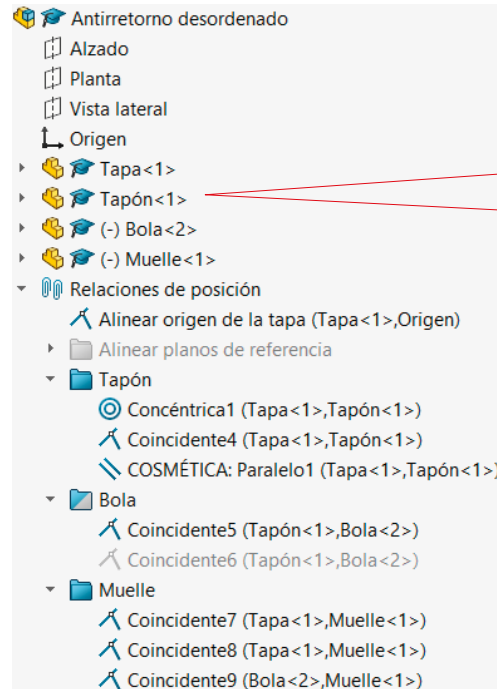 Antirretorno desordenado
Alzado
Planta
Vista lateral
Origen
Tapa<1>
Tapón<1>
(-) Bola<2>
(-) Muelle<1>
Relaciones de posición
Alinear origen de la tapa (Tapa<1>,Origen)
Alinear planos de referencia
Tapón
Concéntrica1 (Tapa<1>,Tapón<1>)
Coincidente4 (Tapa<1>,Tapón<1>)
COSMÉTICA: Paralelo1 (Tapa<1>,Tapón<1>)
Bola
Coincidente5 (Tapón<1>,Bola<2>)
Coincidente6 (Tapón<1>,Bola<2>)
Muelle
Coincidente7 (Tapa<1>,Muelle<1>)
Coincidente8 (Tapa<1>,Muelle<1>)
Coincidente9 (Bola<2>,Muelle<1>)